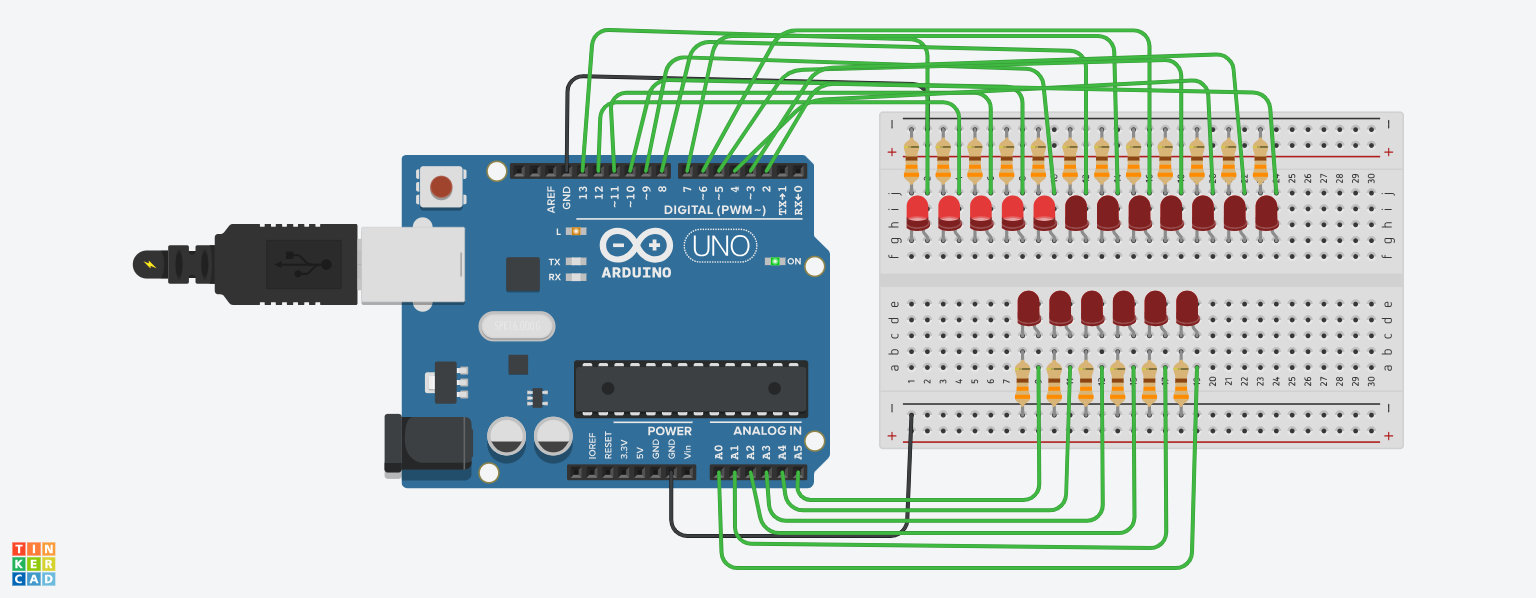 AREF
GND
13
12
~11
~10
~9
8
7
~6
~5
4
~3
2
TX→1
RX←0
DIGITAL (PWM~)
L
TX
RX
ARDUINO
UNO
ON
IOREF
RESET
3.3V
5V
GND
GND
Vin
POWER
ANALOG IN
A0
A1
A2
A3
A4
A5
− −
+ +
25 26 27 28 29 30
j j
i i
h h
g g
f f
e e
d d
c c
b b
a a
1 2 3 4 5 6 7 20 21 22 23 24 25 26 27 28 29 30
− −
+ +
TIN
KER
CAD